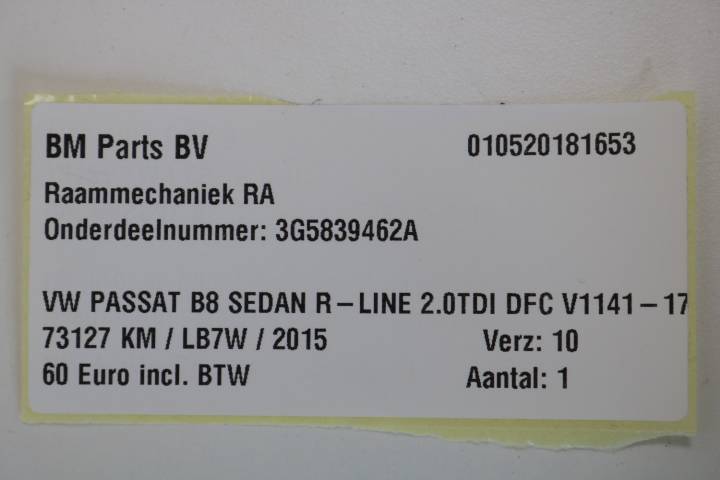 BM Parts BV 010520181653
Raammechaniek RA
Onderdeelnummer: 3G5839462A
VW PASSAT B8 SEDAN R-LINE 2.0TDI DFC V1141-17
73127 KM / LB7W / 2015 Verz: 10
60 Euro incl. BTW Aantal: 1